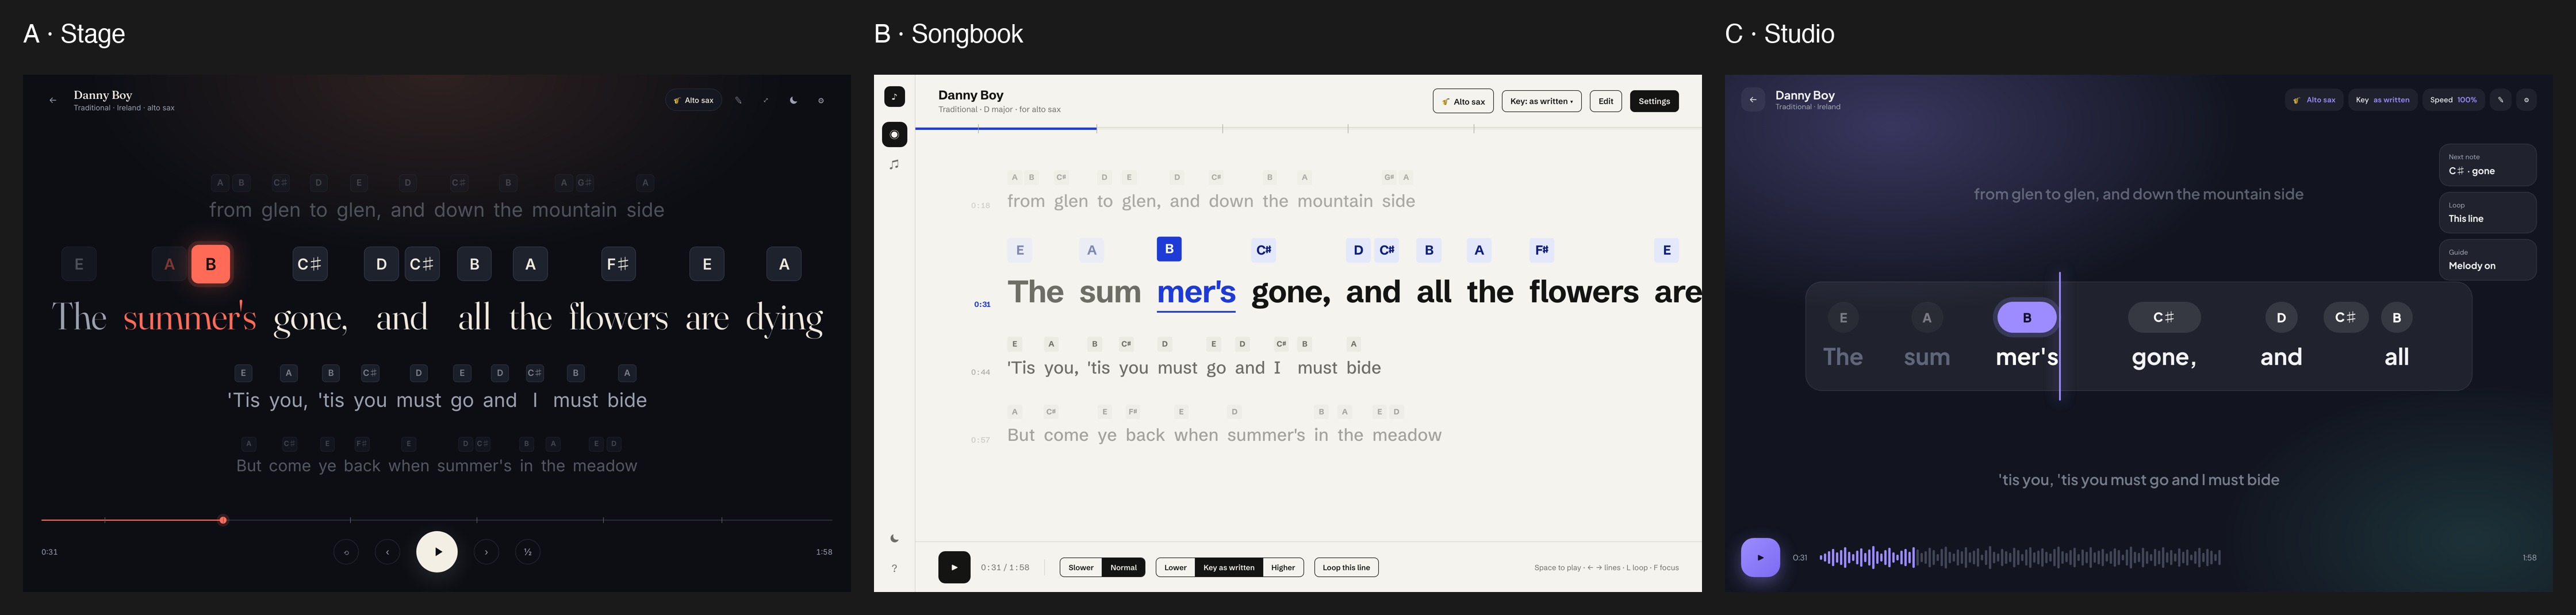 A · Stage
Danny Boy
Traditional · Ireland · alto sax
Alto sax
A B C♯ D E D C♯ B A G♯ A
from glen to glen, and down the mountain side
E A B C♯ D C♯ B A F♯ E A
The summer's gone, and all the flowers are dying
E A B C♯ D E D C♯ B A
'Tis you, 'tis you must go and I must bide
A C♯ E F♯ E D C♯ B A E D
But come ye back when summer's in the meadow
0:31
½
1:58
B · Songbook
Danny Boy
Traditional · D major · for alto sax
Alto sax
Key: as written
Edit
Settings
A B C♯ D E D C♯ B A G♯ A
0:18 from glen to glen, and down the mountain side
E A B C♯ D C♯ B A F♯ E
0:31 The sum mer's gone, and all the flowers are
E A B C♯ D E D C♯ B A
0:44 'Tis you, 'tis you must go and I must bide
A C♯ E F♯ E D B A E D
0:57 But come ye back when summer's in the meadow
?
0:31 / 1:58
Slower Normal
Lower Key as written Higher
Loop this line
Space to play · ← → lines · L loop · F focus
C · Studio
Danny Boy
Traditional · Ireland
Alto sax
Key as written
Speed 100%
Next note
C♯ · gone
Loop
This line
Guide
Melody on
from glen to glen, and down the mountain side
E A B C♯ D C♯ B
The sum mer's gone, and all
'tis you, 'tis you must go and I must bide
0:31
1:58